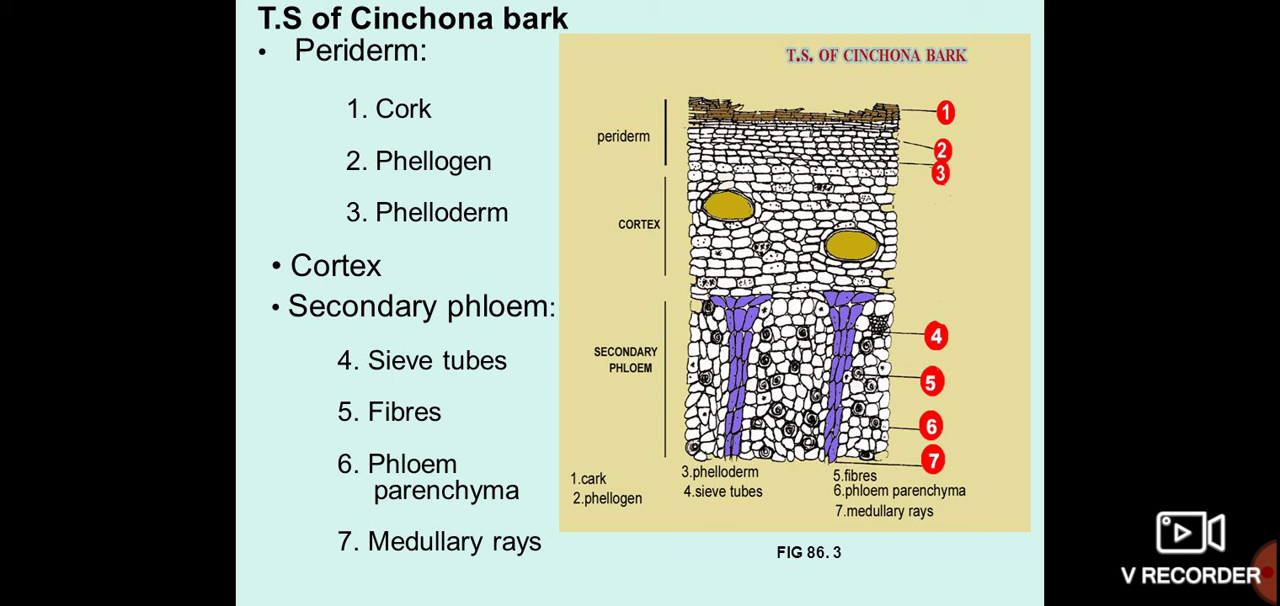 T.S of Cinchona bark
• Periderm:
1. Cork
2. Phellogen
3. Phelloderm
• Cortex
• Secondary phloem:
4. Sieve tubes
5. Fibres
6. Phloem
parenchyma
7. Medullary rays
T.S. OF CINCHONA BARK
periderm
CORTEX
SECONDARY
PHLOEM
1
2
3
4
5
6
7
1.cark
2.phellogen
3.phelloderm
4.sieve tubes
5.fibres
6.phloem parenchyma
7.medullary rays
FIG 86.3
V RECORDER